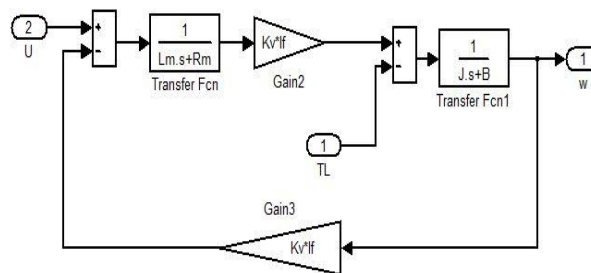 2
U
+
−
1
Lm.s+Rm
Transfer Fcn
Kv*If
Gain2
+
−
1
J.s+B
Transfer Fcn1
1
w
1
TL
Gain3
Kv*If